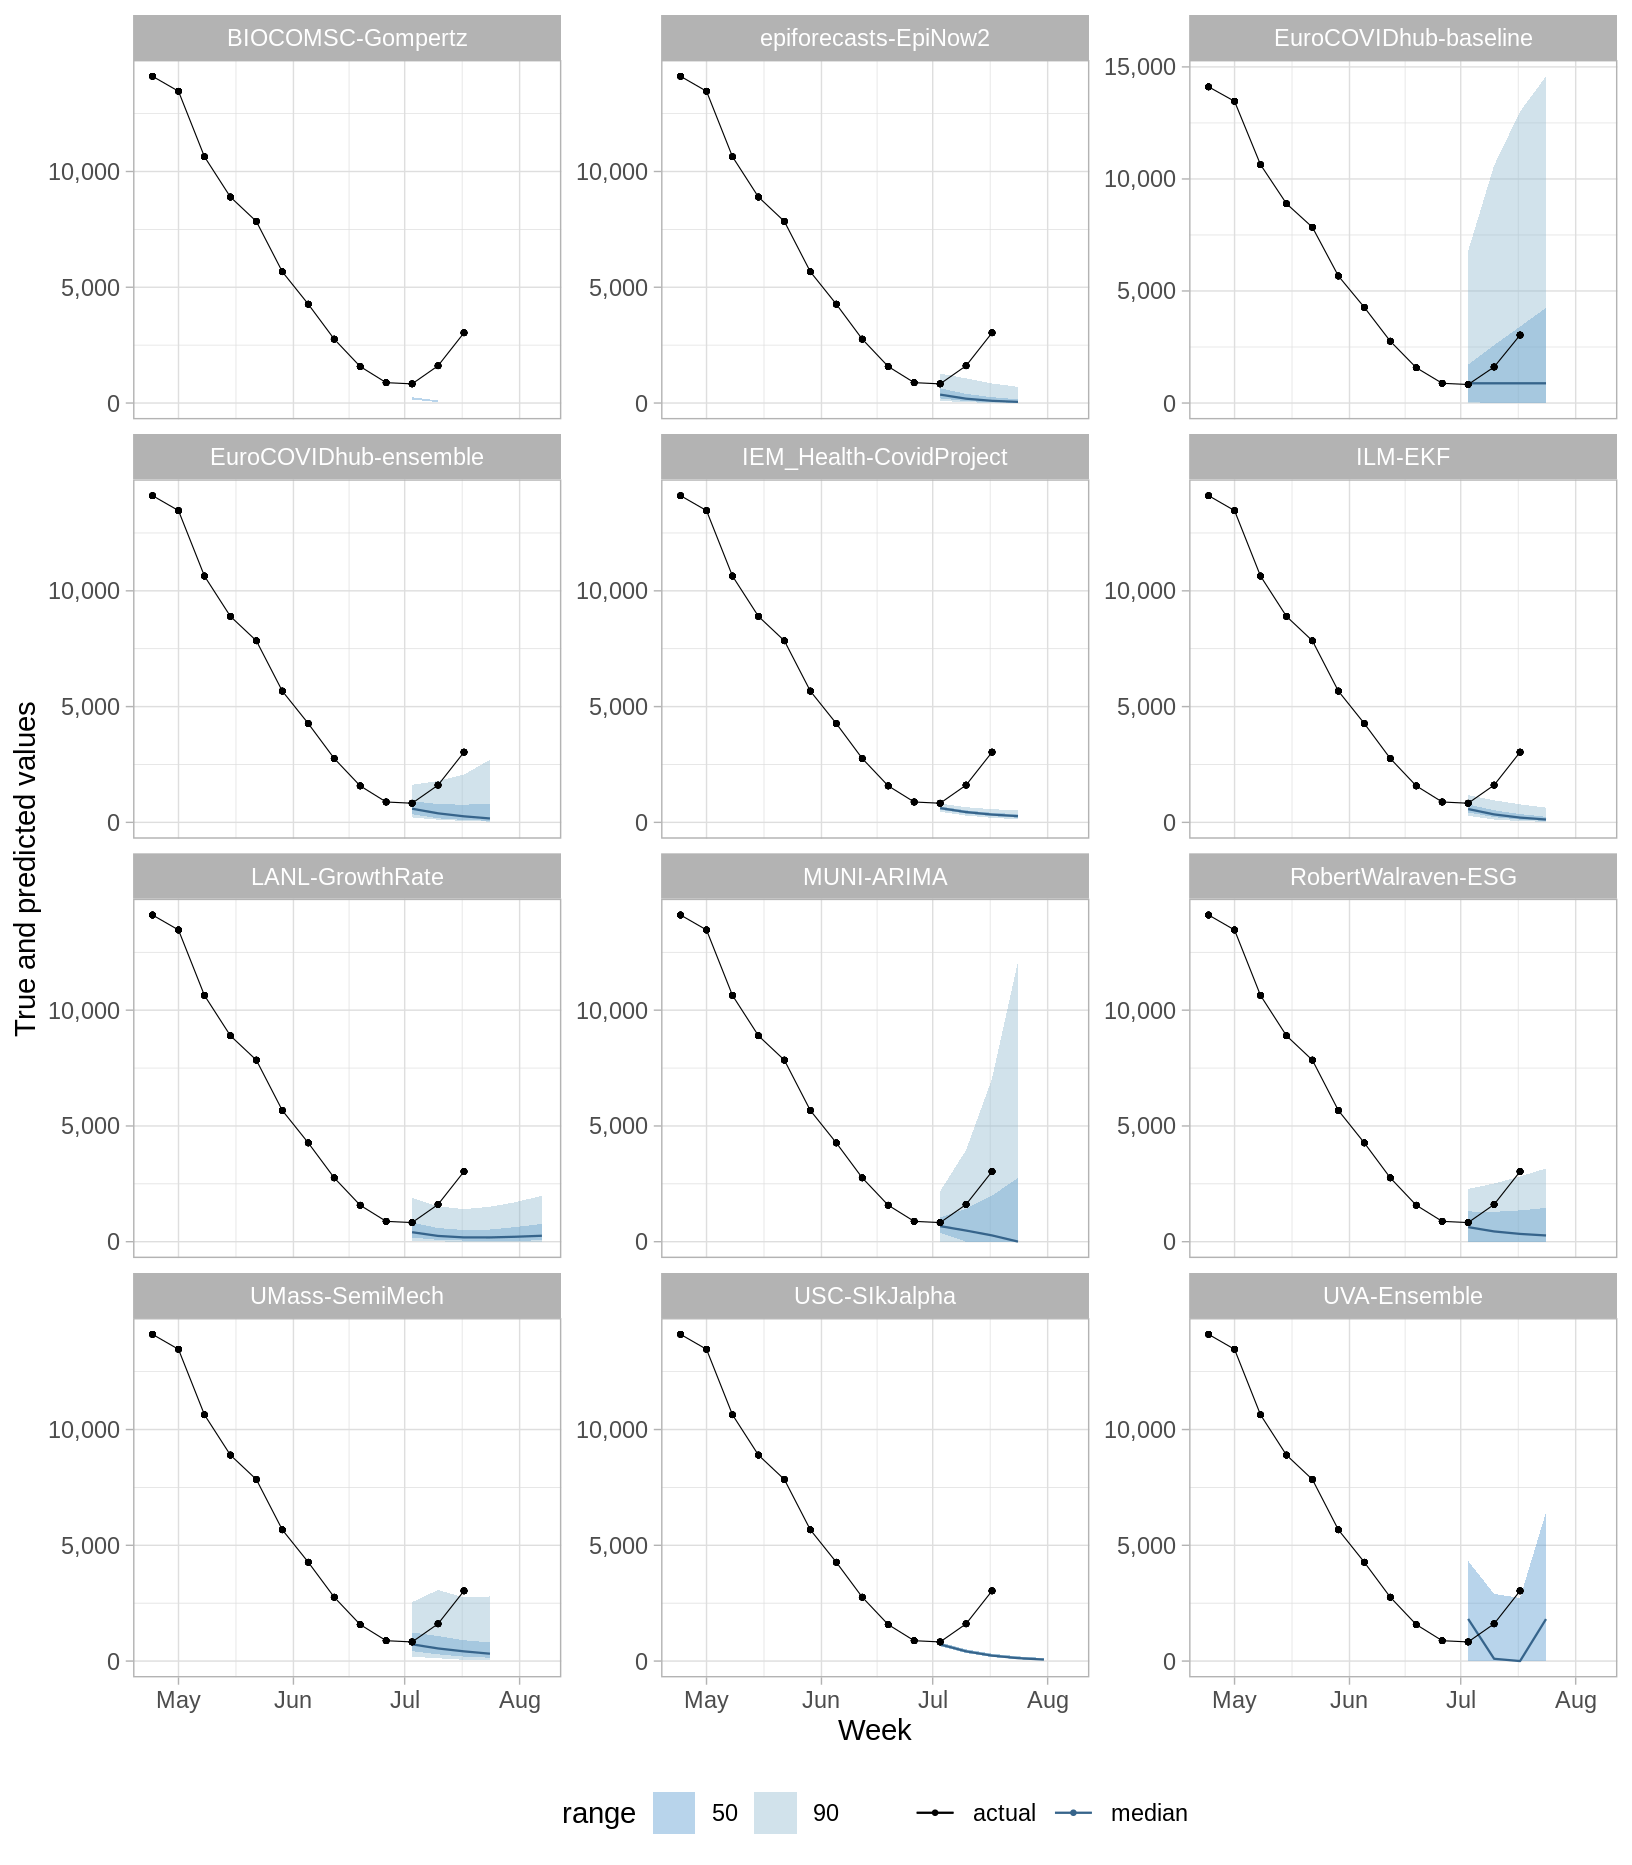 BIOCOMSC-Gompertz
epiforecasts-EpiNow2
EuroCOVIDhub-baseline
10,000
5,000
0
10,000
5,000
0
15,000
10,000
5,000
0
EuroCOVIDhub-ensemble
IEM_Health-CovidProject
ILM-EKF
10,000
5,000
0
10,000
5,000
0
10,000
5,000
0
True and predicted values
LANL-GrowthRate
MUNI-ARIMA
RobertWalraven-ESG
10,000
5,000
0
10,000
5,000
0
10,000
5,000
0
UMass-SemiMech
USC-SIkJalpha
UVA-Ensemble
10,000
5,000
0
10,000
5,000
0
10,000
5,000
0
May Jun Jul Aug
May Jun Jul Aug
May Jun Jul Aug
Week
range 50 90 actual median